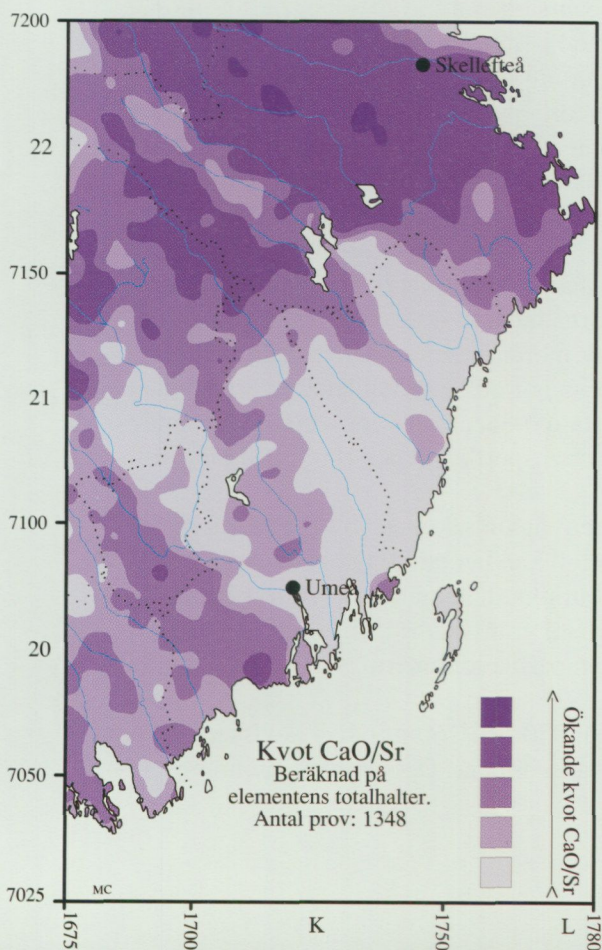 7200
Skellefteå
22
7150
21
7100
Umeå
20
Kvot CaO/Sr
Beräknad på
elementens totalhalter.
Antal prov: 1348
Ökande kvot CaO/Sr
7050
MC
7025
1675
1700
K
1750
L
1780